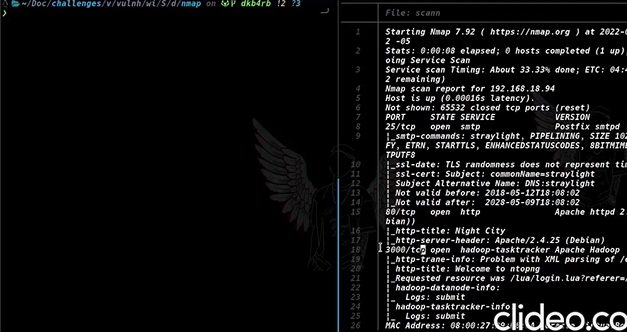 ~/Doc/challenges/v/vulnh/wi/S/d/nmap on dkb4rb !2 ?3
File: scann
1 Starting Nmap 7.92 ( https://nmap.org ) at 2022-
2 -05
2 Stats: 0:00:08 elapsed; 0 hosts completed (1 up)
oing Service Scan
3 Service scan Timing: About 33.33% done; ETC: 04:
2 remaining)
4 Nmap scan report for 192.168.18.94
5 Host is up (0.00016s latency).
6 Not shown: 65532 closed tcp ports (reset)
7 PORT STATE SERVICE VERSION
8 25/tcp open smtp Postfix smtpd
9 |_smtp-commands: straylight, PIPELINING, SIZE 102
FY, ETRN, STARTTLS, ENHANCEDSTATUSCODES, 8BITMIME
TPUTF8
10 |_ssl-date: TLS randomness does not represent tim
11 | ssl-cert: Subject: commonName=straylight
12 | Subject Alternative Name: DNS:straylight
13 | Not valid before: 2018-05-12T18:08:02
14 |_Not valid after: 2028-05-09T18:08:02
15 80/tcp open http Apache httpd 2.
bian))
16 |_http-title: Night City
17 |_http-server-header: Apache/2.4.25 (Debian)
18 3000/tcp open hadoop-tasktracker Apache Hadoop
19 |_http-trane-info: Problem with XML parsing of /e
20 | http-title: Welcome to ntopng
21 |_Requested resource was /lua/login.lua?referer=/
22 | hadoop-datanode-info:
23 |_ Logs: submit
24 | hadoop-tasktracker-info:
25 |_ Logs: submit
26 MAC Address: 08:00:27:
clideo.co